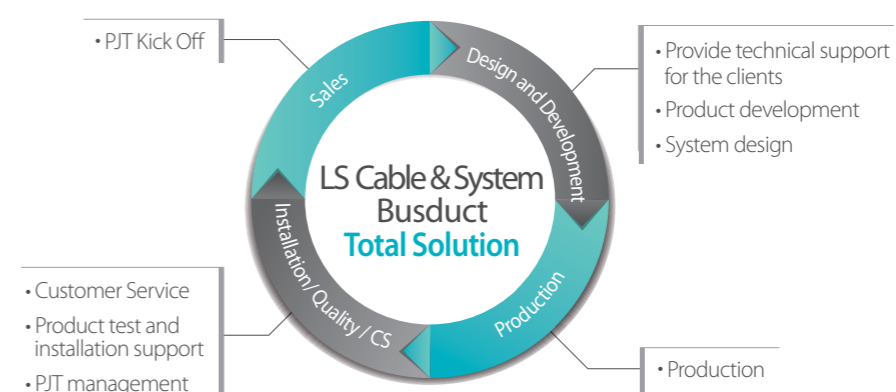 • PJT Kick Off
Sales
Design and Development
• Provide technical support
for the clients
• Product development
• System design
LS Cable & System
Busduct
Total Solution
Installation / Quality / CS
Production
• Customer Service
• Product test and
installation support
• PJT management
• Production